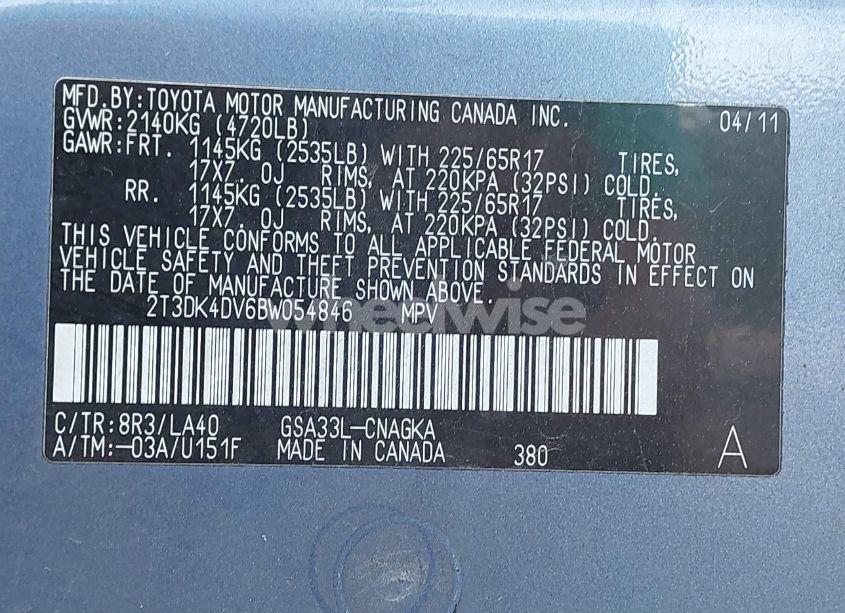 MFD.BY:TOYOTA MOTOR MANUFACTURING CANADA INC. 04/11
GVWR:2140KG (4720LB)
GAWR:FRT. 1145KG (2535LB) WITH 225/65R17 TIRES,
17X7. 0J RIMS, AT 220KPA (32PSI) COLD.
RR. 1145KG (2535LB) WITH 225/65R17 TIRES,
17X7. 0J RIMS, AT 220KPA (32PSI) COLD.
THIS VEHICLE CONFORMS TO ALL APPLICABLE FEDERAL MOTOR
VEHICLE SAFETY AND THEFT PREVENTION STANDARDS IN EFFECT ON
THE DATE OF MANUFACTURE SHOWN ABOVE.
2T3DK4DV6BW054846 MPV
wheelwise
C/TR:8R3/LA40 GSA33L-CNAGKA
A/TM:-03A/U151F MADE IN CANADA 380 A